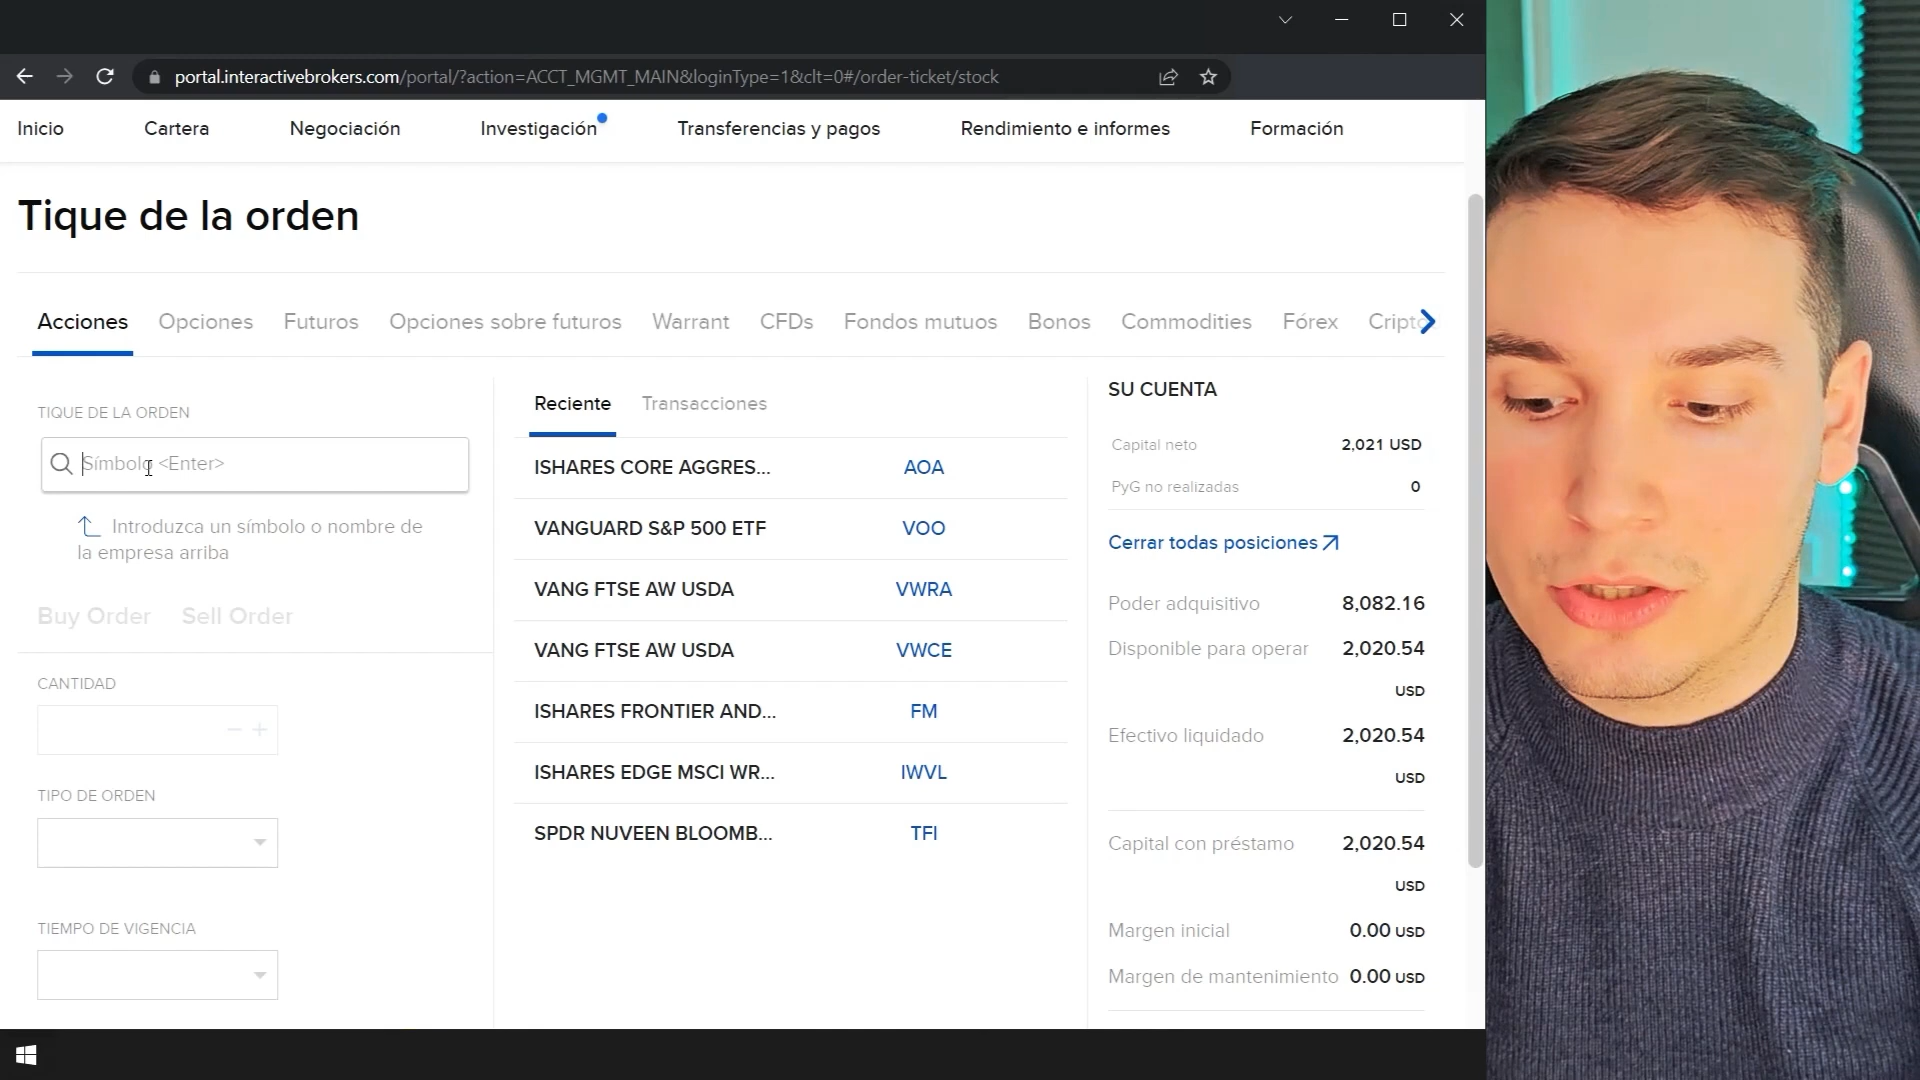 portal.interactivebrokers.com/portal/?action=ACCT_MGMT_MAIN&loginType=1&clt=0#/order-ticket/stock
Inicio
Cartera
Negociación
Investigación
Transferencias y pagos
Rendimiento e informes
Formación
Tique de la orden
Acciones
Opciones
Futuros
Opciones sobre futuros
Warrant
CFDs
Fondos mutuos
Bonos
Commodities
Fórex
TIQUE DE LA ORDEN
Símbolo <Enter>
Introduzca un símbolo o nombre de
la empresa arriba
Buy Order
Sell Order
CANTIDAD
TIPO DE ORDEN
TIEMPO DE VIGENCIA
Reciente
Transacciones
ISHARES CORE AGGRES... AOA
VANGUARD S&P 500 ETF VOO
VANG FTSE AW USDA VWRA
VANG FTSE AW USDA VWCE
ISHARES FRONTIER AND... FM
ISHARES EDGE MSCI WR... IWVL
SPDR NUVEEN BLOOMB... TFI
SU CUENTA
Capital neto 2,021 USD
PyG no realizadas 0
Cerrar todas posiciones
Poder adquisitivo 8,082.16
Disponible para operar 2,020.54
USD
Efectivo liquidado 2,020.54
USD
Capital con préstamo 2,020.54
USD
Margen inicial 0.00 USD
Margen de mantenimiento 0.00 USD